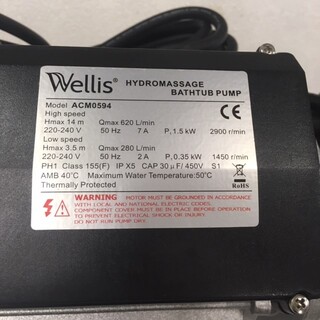 Wellis® HYDROMASSAGE
BATHTUB PUMP
Model ACM0594
High speed
Hmax 14 m Qmax 620 L/min
220-240 V 50 Hz 7 A P, 1.5 kW 2900 r/min
Low speed
Hmax 3.5 m Qmax 280 L/min
220-240 V 50 Hz 2 A P, 0.35 kW 1450 r/min
PH1 Class 155(F) IP X5 CAP 30 μF/ 450V S1
AMB 40°C Maximum Water Temperature:50°C
Thermally Protected
CE
RoHS
WARNING MOTOR MUST BE GROUNDED IN ACCORDANCE
WITH LOCAL AND NATIONAL ELECTRIC CODES.
COMPONENT COVER MUST BE IN PLACE BEFORE OPERATION
TO PREVENT ELECTRICAL SHOCK OR INJURY
DO NOT RUN PUMP DRY.